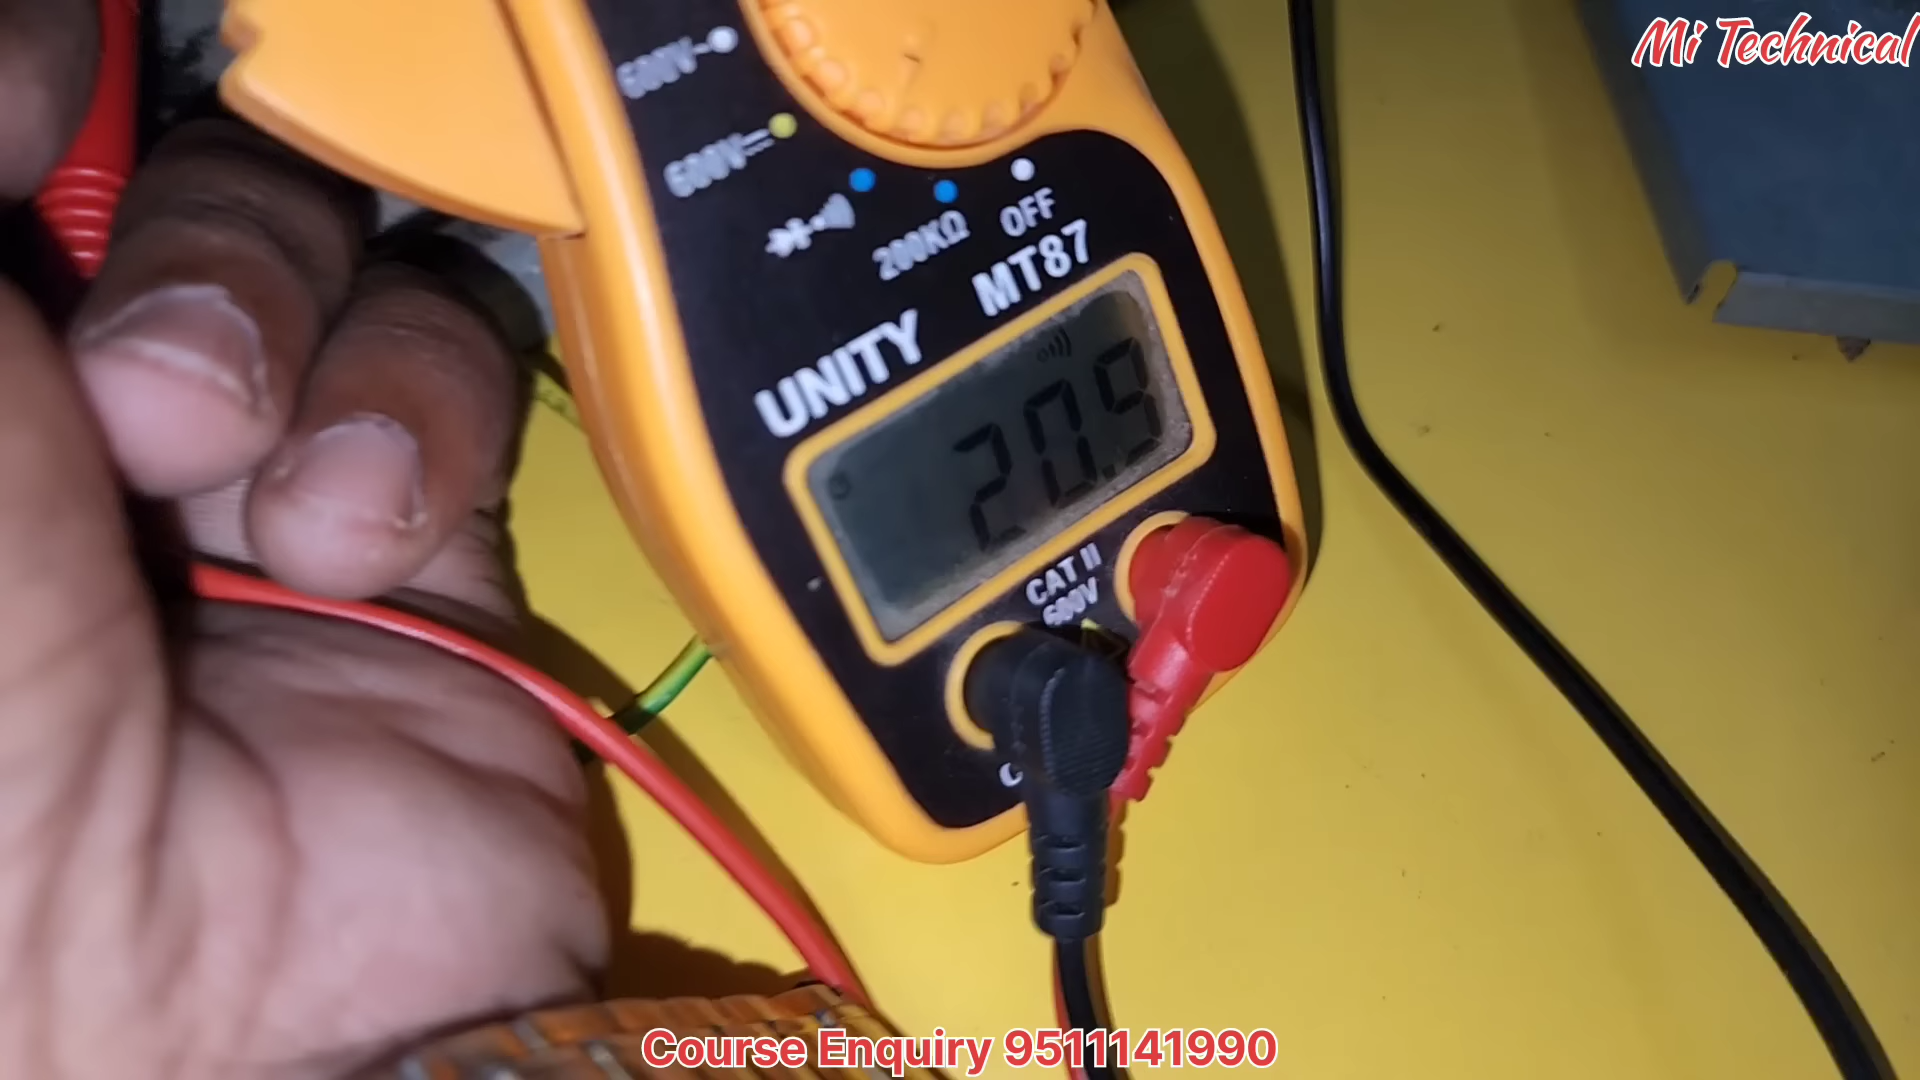 Mi Technical
600V~
600V
200KΩ
OFF
UNITY
MT87
20.9
CAT II
600V
Course Enquiry 9511141990